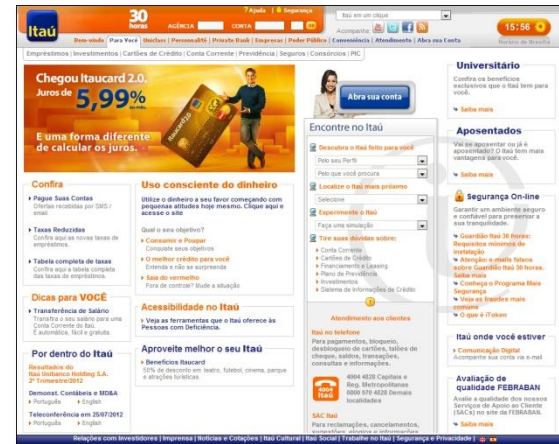 Itaú
30
horas
AGÊNCIA
CONTA
? Ajuda | Segurança
Itaú em um clique
Acompanhe
15:56
Horário de Brasília
Bem-vindo | Para Você | Uniclass | Personnalité | Private Bank | Empresas | Poder Público | Conveniência | Atendimento | Abra sua Conta
Empréstimos | Investimentos | Cartões de Crédito | Conta Corrente | Previdência | Seguros | Consórcios | PIC
Chegou Itaucard 2.0.
Juros de
5,99%
ao mês.
E uma forma diferente
de calcular os juros.
Itaucard 2.0
Abra sua conta
Confira
Pague Suas Contas
Ofertas recebidas por SMS /
email.
Taxas Reduzidas
Confira aqui as novas taxas de
empréstimos.
Tabela completa de taxas
Confira aqui a tabela completa
das taxas de empréstimos.
Dicas para VOCÊ
Transferência de Salário
Transfira o seu salário para uma
Conta Corrente do Itaú.
É automática, fácil e gratuita.
Por dentro do Itaú
Resultados do
Itaú Unibanco Holding S.A.
2º Trimestre/2012
Demonst. Contábeis e MD&A
Português English
Teleconferência em 25/07/2012
Português English
Uso consciente do dinheiro
Utilize o dinheiro a seu favor começando com
pequenas atitudes hoje mesmo. Clique aqui e
acesse o site
Qual o seu objetivo?
Consumir e Poupar
Conquiste seus objetivos
O melhor crédito para você
Entenda e não se surpreenda
Saia do vermelho
Fora de controle? Mude a situação
Acessibilidade no Itaú
Veja as ferramentas que o Itaú oferece às
Pessoas com Deficiência.
Aproveite melhor o seu Itaú
Benefícios Itaucard
50% de desconto em: teatro, futebol, cinema, parque
e atrações turísticas.
Encontre no Itaú
Descubra o Itaú feito para você
Pelo seu Perfil
Pelo que você procura
Localize o Itaú mais próximo
Selecione
Experimente o Itaú
Faça uma simulação
Tire suas dúvidas sobre:
Conta Corrente
Cartões de Crédito
Financiamento e Leasing
Plano de Previdência
Investimentos
Sistema de Informações de Crédito
Atendimento aos clientes
Itaú no telefone
Para pagamentos, bloqueio,
desbloqueio de cartões, talões de
cheque, saldos, transações,
consultas e informações.
4004
Itaú
4004 4828 Capitais e
Reg. Metropolitanas
0800 970 4828 Demais
localidades
SAC Itaú
Para reclamações, cancelamentos,
sugestões, elogios e informações
Universitário
Confira os benefícios
exclusivos que o Itaú tem para
você.
Saiba mais
Aposentados
Vai se aposentar ou já é
aposentado? O Itaú tem mais
vantagens para você.
Saiba mais
Segurança On-line
Garantir um ambiente seguro
e confiável para preservar a
sua tranquilidade.
Guardião Itaú 30 horas:
Requisitos mínimos de
instalação
Atenção: e-mails falsos
sobre Guardião Itaú 30 horas.
Saiba mais
Conheça o Programa Mais
Segurança
Veja as fraudes mais
comuns
O que é iToken
Itaú onde você estiver
Comunicação Digital
Acompanhe sua conta via e-mail.
Avaliação de
qualidade FEBRABAN
Avalie a qualidade dos nossos
Serviços de Apoio ao Cliente
(SACs) no site da FEBRABAN.
Saiba mais
Relações com Investidores | Imprensa | Notícias e Cotações | Itaú Cultural | Itaú Social | Trabalhe no Itaú | Segurança e Privacidade |